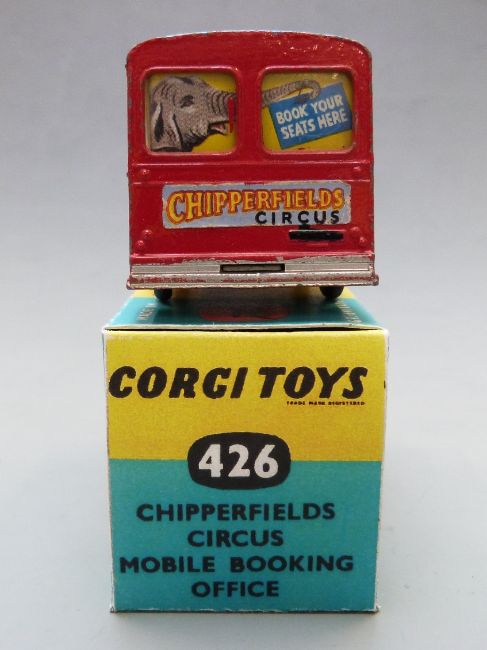 BOOK YOUR
SEATS HERE
CHIPPERFIELDS
CIRCUS
CORGI TOYS
TRADE MARK REGISTERED
426
CHIPPERFIELDS
CIRCUS
MOBILE BOOKING
OFFICE